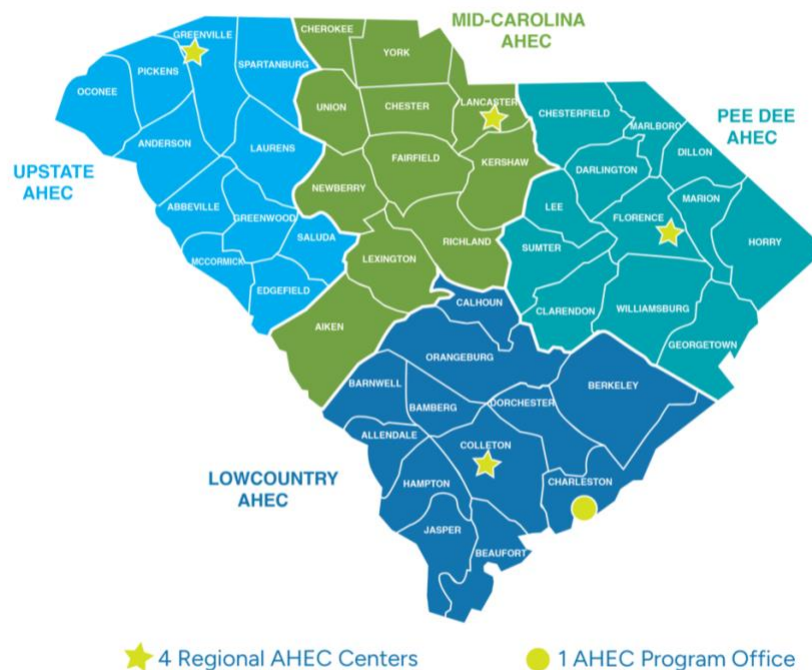 MID-CAROLINA
AHEC
CHEROKEE
GREENVILLE
YORK
SPARTANBURG
PICKENS
OCONEE
UNION
CHESTER
LANCASTER
CHESTERFIELD
MARLBORO
PEE DEE
AHEC
ANDERSON
LAURENS
FAIRFIELD
KERSHAW
DARLINGTON
DILLON
UPSTATE
AHEC
NEWBERRY
ABBEVILLE
GREENWOOD
LEE
MARION
FLORENCE
SALUDA
RICHLAND
SUMTER
HORRY
MCCORMICK
LEXINGTON
EDGEFIELD
CALHOUN
CLARENDON
WILLIAMSBURG
AIKEN
GEORGETOWN
ORANGEBURG
BARNWELL
BERKELEY
BAMBERG
DORCHESTER
ALLENDALE
COLLETON
LOWCOUNTRY
AHEC
HAMPTON
CHARLESTON
JASPER
BEAUFORT
4 Regional AHEC Centers
1 AHEC Program Office